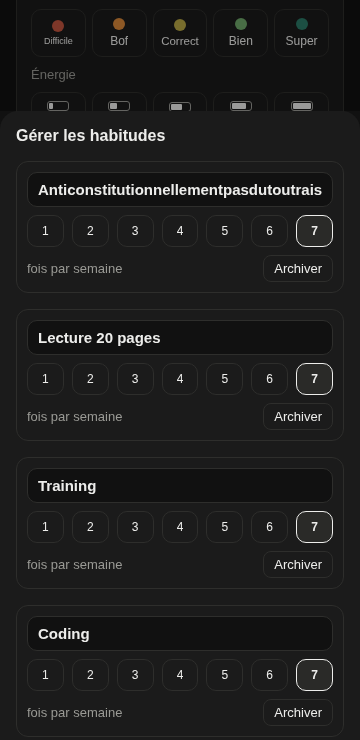 Difficile Bof Correct Bien Super
Énergie
Gérer les habitudes
Anticonstitutionnellementpasdutoutrais
1 2 3 4 5 6 7
fois par semaine Archiver
Lecture 20 pages
1 2 3 4 5 6 7
fois par semaine Archiver
Training
1 2 3 4 5 6 7
fois par semaine Archiver
Coding
1 2 3 4 5 6 7
fois par semaine Archiver